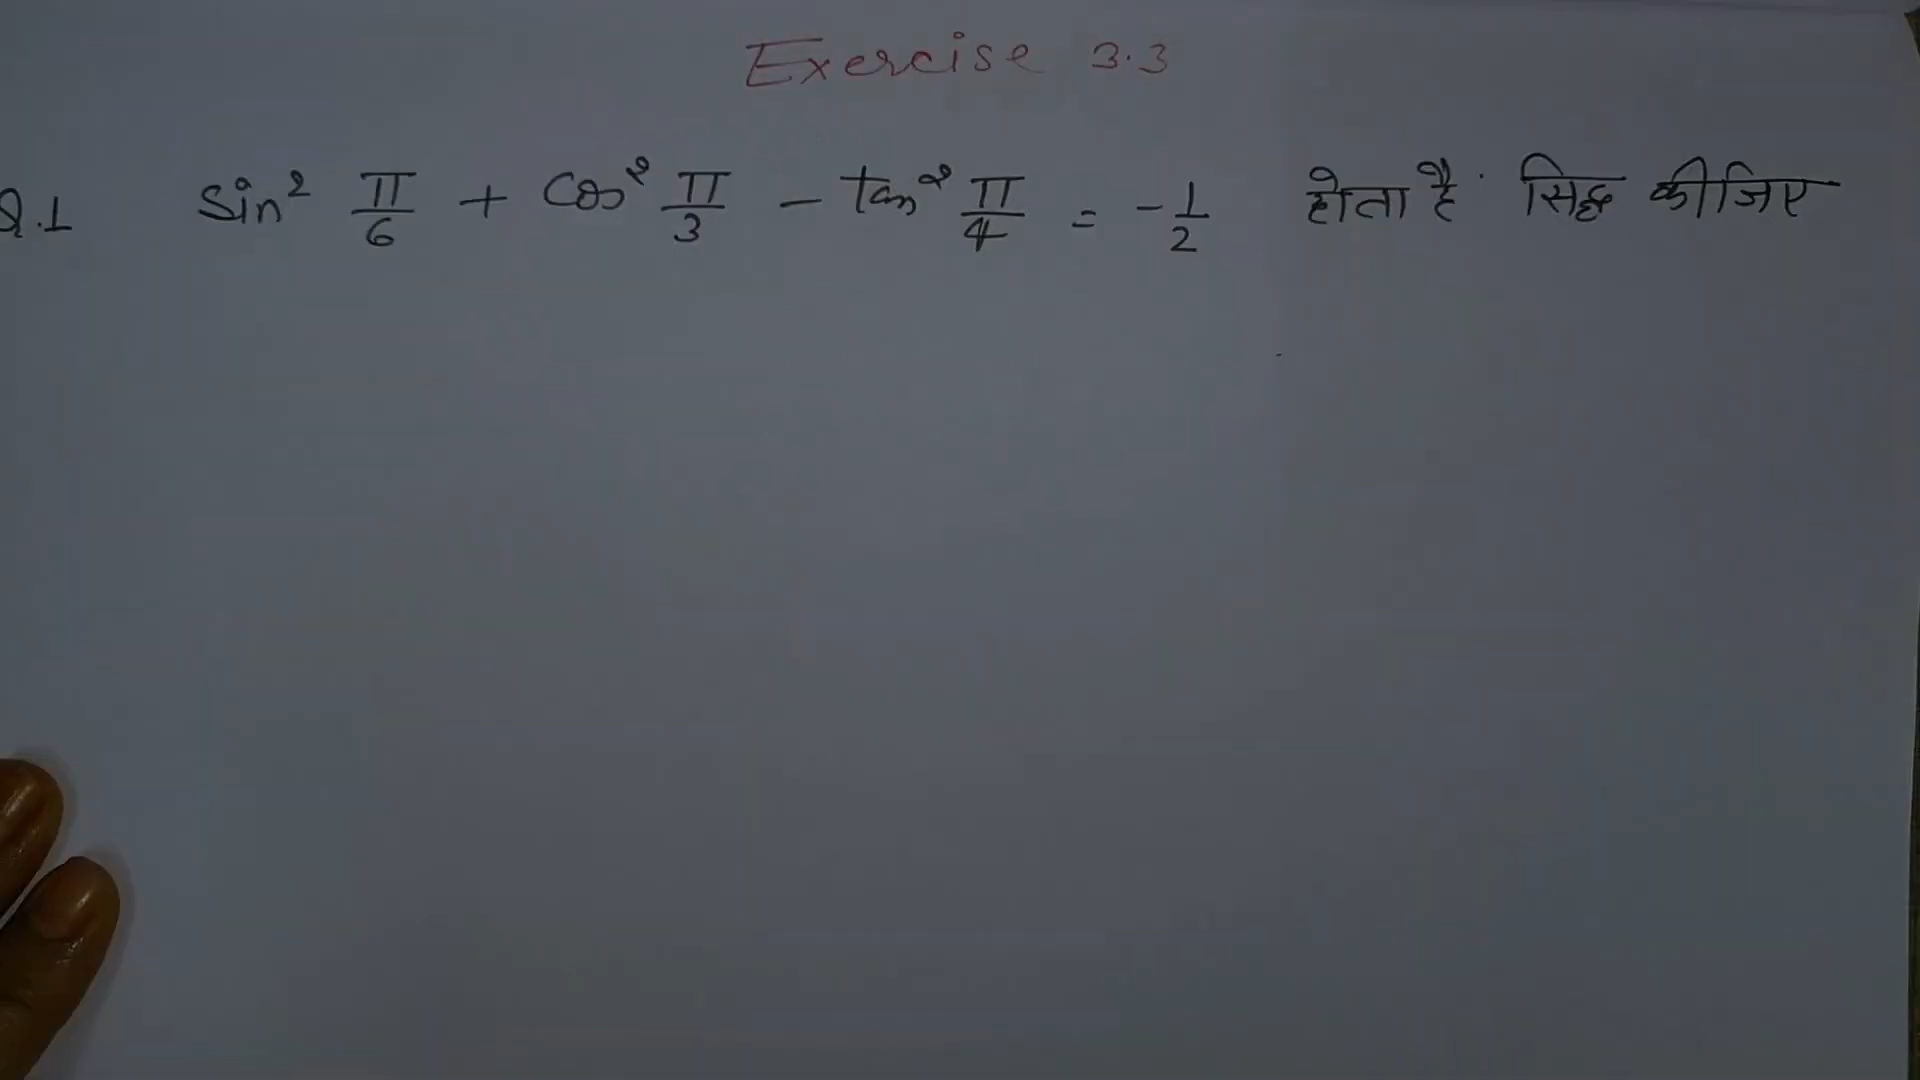 Exercise 3.3
Q.1 sin² π/6 + cos² π/3 - tan² π/4 = -1/2 होता है सिद्ध कीजिए